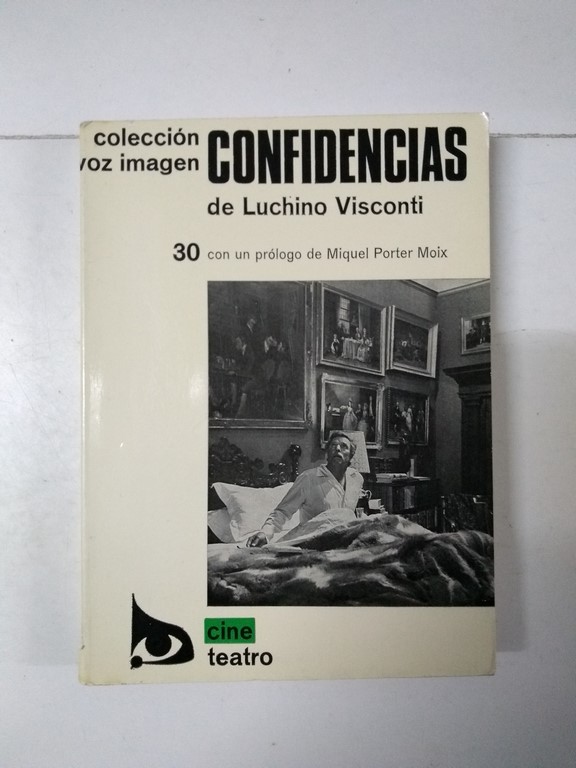 colección
voz imagen
CONFIDENCIAS
de Luchino Visconti
30 con un prólogo de Miquel Porter Moix
cine
teatro